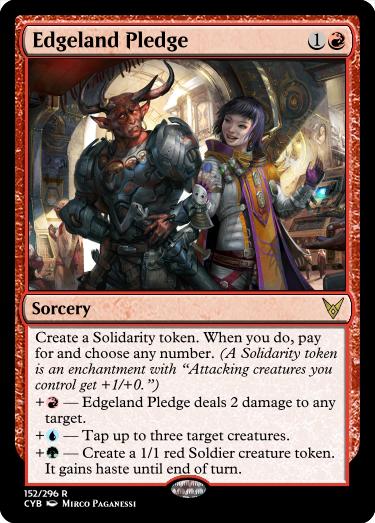 Edgeland Pledge 1
Sorcery
Create a Solidarity token. When you do, pay
for and choose any number. (A Solidarity token
is an enchantment with “Attacking creatures you
control get +1/+0.”)
+ — Edgeland Pledge deals 2 damage to any
target.
+ — Tap up to three target creatures.
+ — Create a 1/1 red Soldier creature token.
It gains haste until end of turn.
152/296 R
CYB Mirco Paganessi